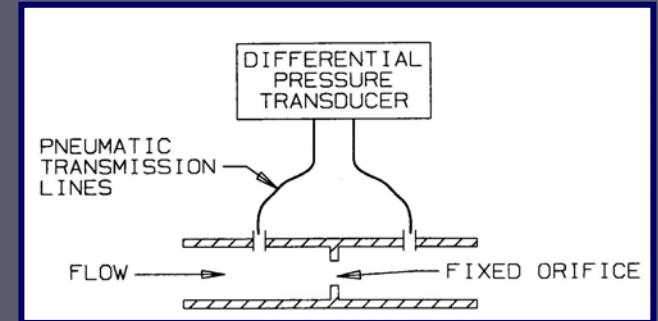 DIFFERENTIAL
PRESSURE
TRANSDUCER
PNEUMATIC
TRANSMISSION
LINES
FLOW
FIXED ORIFICE